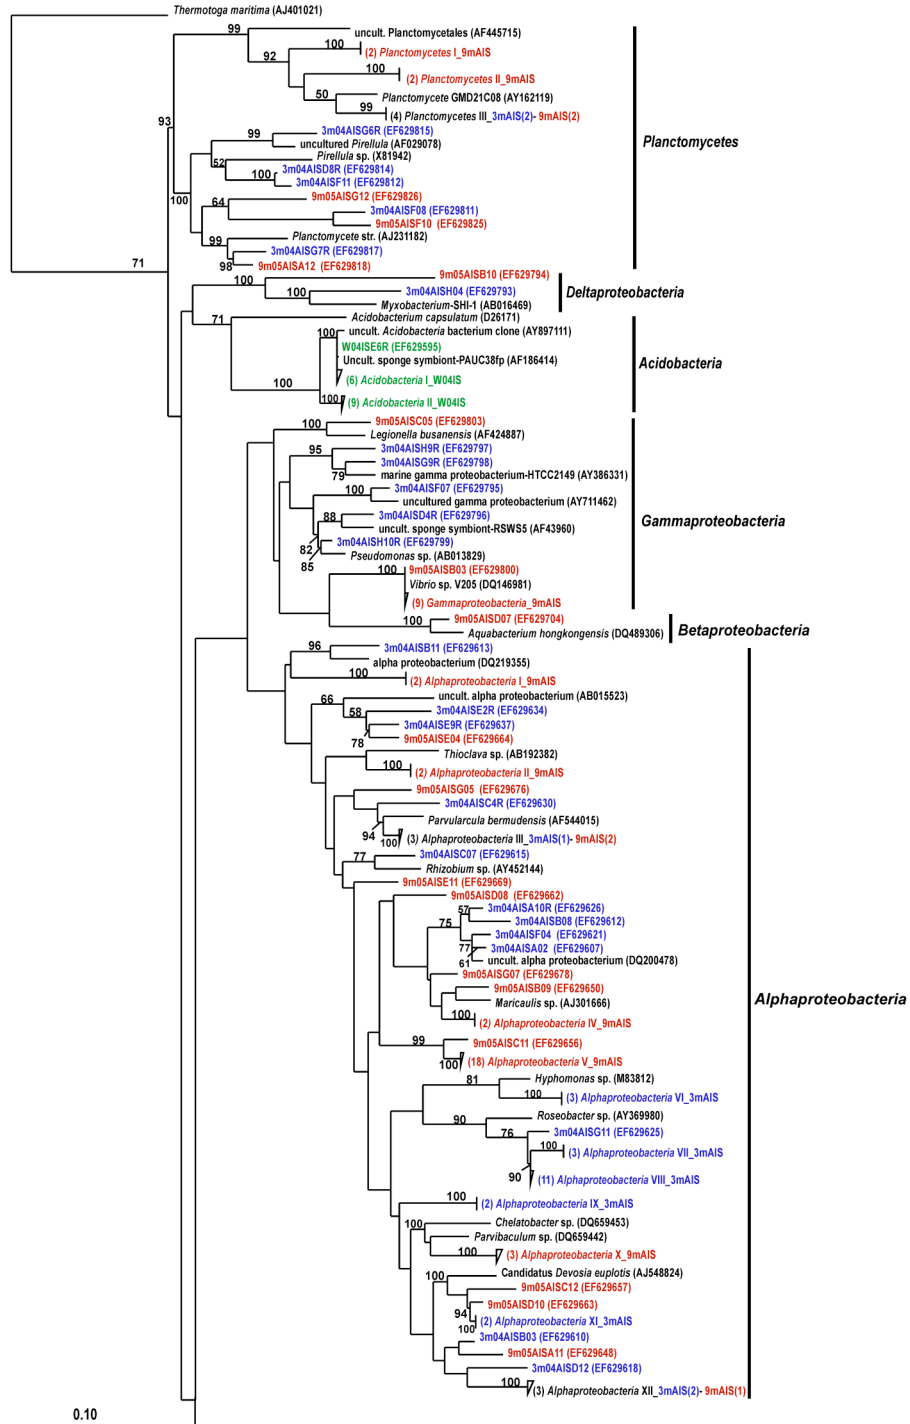 Thermotoga maritima (AJ401021)
99
uncult. Planctomycetales (AF445715)
100
(2) Planctomycetes I_9mAIS
92
100
(2) Planctomycetes II_9mAIS
50
Planctomycete GMD21C08 (AY162119)
99
(4) Planctomycetes III_3mAIS(2)- 9mAIS(2)
93
99
3m04AISG6R (EF629815)
Planctomycetes
uncultured Pirellula (AF029078)
Pirellula sp. (X81942)
52
3m04AISD8R (EF629814)
100
3m04AISF11 (EF629812)
100
64
9m05AISG12 (EF629826)
3m04AISF08 (EF629811)
9m05AISF10 (EF629825)
99
Planctomycete str. (AJ231182)
3m04AISG7R (EF629817)
98
9m05AISA12 (EF629818)
71
100
9m05AISB10 (EF629794)
100
3m04AISH04 (EF629793)
Deltaproteobacteria
Myxobacterium-SHI-1 (AB016469)
71
Acidobacterium capsulatum (D26171)
100
uncult. Acidobacteria bacterium clone (AY897111)
W04ISE6R (EF629595)
Uncult. sponge symbiont-PAUC38fp (AF186414)
Acidobacteria
100
(6) Acidobacteria I_W04IS
100
(9) Acidobacteria II_W04IS
100
9m05AISC05 (EF629803)
Legionella busanensis (AF424887)
95
3m04AISH9R (EF629797)
3m04AISG9R (EF629798)
79
marine gamma proteobacterium-HTCC2149 (AY386331)
100
3m04AISF07 (EF629795)
uncultured gamma proteobacterium (AY711462)
88
3m04AISD4R (EF629796)
Gammaproteobacteria
uncult. sponge symbiont-RSWS5 (AF43960)
82
3m04AISH10R (EF629799)
85
Pseudomonas sp. (AB013829)
100
9m05AISB03 (EF629800)
Vibrio sp. V205 (DQ146981)
(9) Gammaproteobacteria_9mAIS
100
9m05AISD07 (EF629704)
Betaproteobacteria
Aquabacterium hongkongensis (DQ489306)
96
3m04AISB11 (EF629613)
alpha proteobacterium (DQ219355)
100
(2) Alphaproteobacteria I_9mAIS
66
uncult. alpha proteobacterium (AB015523)
58
3m04AISE2R (EF629634)
3m04AISE9R (EF629637)
78
9m05AISE04 (EF629664)
Thioclava sp. (AB192382)
100
(2) Alphaproteobacteria II_9mAIS
9m05AISG05 (EF629676)
3m04AISC4R (EF629630)
Parvularcula bermudensis (AF544015)
94
100
(3) Alphaproteobacteria III_3mAIS(1)- 9mAIS(2)
77
3m04AISC07 (EF629615)
Rhizobium sp. (AY452144)
9m05AISE11 (EF629669)
9m05AISD08 (EF629662)
57
3m04AISA10R (EF629626)
75
3m04AISB08 (EF629612)
3m04AISF04 (EF629621)
77
3m04AISA02 (EF629607)
61
uncult. alpha proteobacterium (DQ200478)
9m05AISG07 (EF629678)
9m05AISB09 (EF629650)
Maricaulis sp. (AJ301666)
Alphaproteobacteria
100
(2) Alphaproteobacteria IV_9mAIS
99
9m05AISC11 (EF629656)
100
(18) Alphaproteobacteria V_9mAIS
81
Hyphomonas sp. (M83812)
100
(3) Alphaproteobacteria VI_3mAIS
90
Roseobacter sp. (AY369980)
76
3m04AISG11 (EF629625)
100
(3) Alphaproteobacteria VII_3mAIS
90
(11) Alphaproteobacteria VIII_3mAIS
100
(2) Alphaproteobacteria IX_3mAIS
100
Chelatobacter sp. (DQ659453)
Parvibaculum sp. (DQ659442)
100
(3) Alphaproteobacteria X_9mAIS
100
Candidatus Devosia euplotis (AJ548824)
9m05AISC12 (EF629657)
9m05AISD10 (EF629663)
94
(2) Alphaproteobacteria XI_3mAIS
100
3m04AISB03 (EF629610)
9m05AISA11 (EF629648)
3m04AISD12 (EF629618)
100
(3) Alphaproteobacteria XII_3mAIS(2)- 9mAIS(1)
0.10